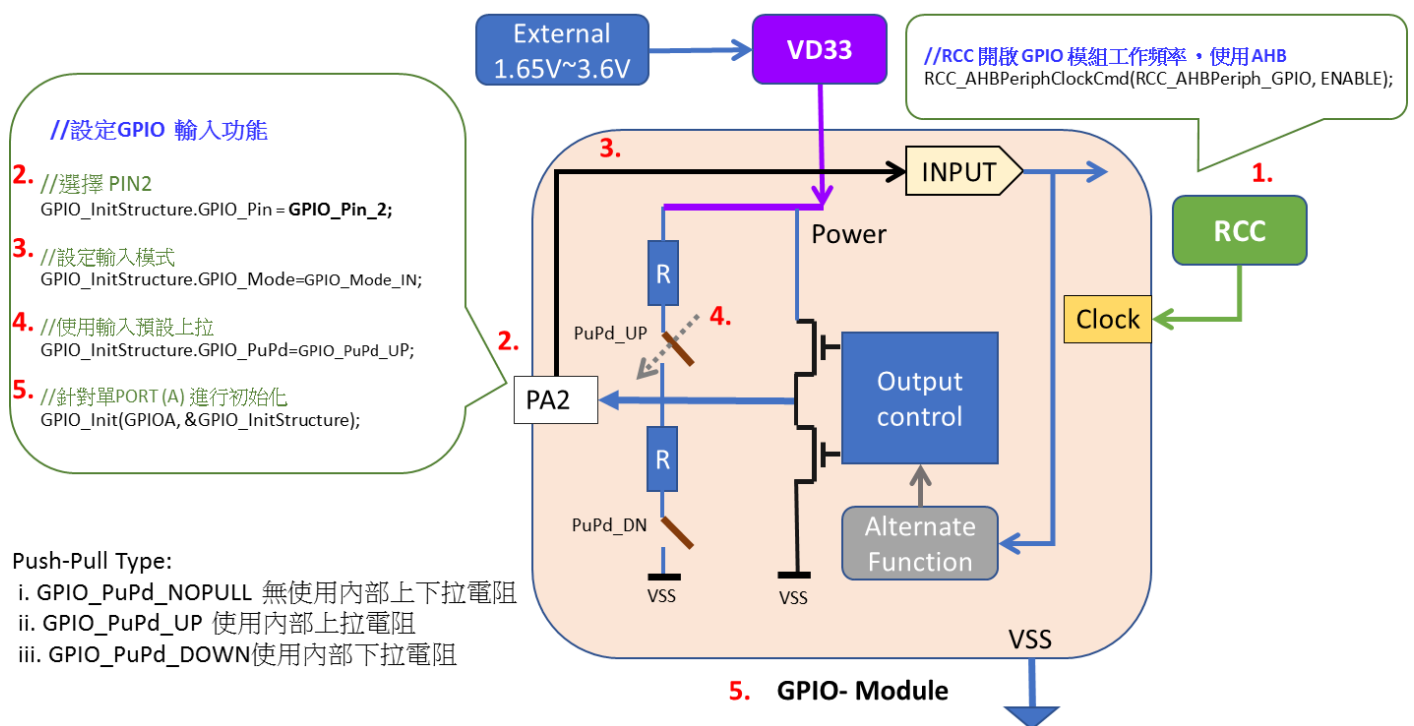 External
1.65V~3.6V
VD33
//RCC 開啟 GPIO 模組工作頻率，使用 AHB
RCC_AHBPeriphClockCmd(RCC_AHBPeriph_GPIO, ENABLE);
1.
RCC
Clock
//設定GPIO 輸入功能
2. //選擇 PIN2
GPIO_InitStructure.GPIO_Pin = GPIO_Pin_2;
3. //設定輸入模式
GPIO_InitStructure.GPIO_Mode=GPIO_Mode_IN;
4. //使用輸入預設上拉
GPIO_InitStructure.GPIO_PuPd=GPIO_PuPd_UP;
5. //針對單PORT (A) 進行初始化
GPIO_Init(GPIOA, &GPIO_InitStructure);
3.
INPUT
Power
R
PuPd_UP
4.
2.
PA2
Output
control
R
PuPd_DN
Alternate
Function
VSS
VSS
VSS
5. GPIO- Module
Push-Pull Type:
i. GPIO_PuPd_NOPULL 無使用內部上下拉電阻
ii. GPIO_PuPd_UP 使用內部上拉電阻
iii. GPIO_PuPd_DOWN使用內部下拉電阻